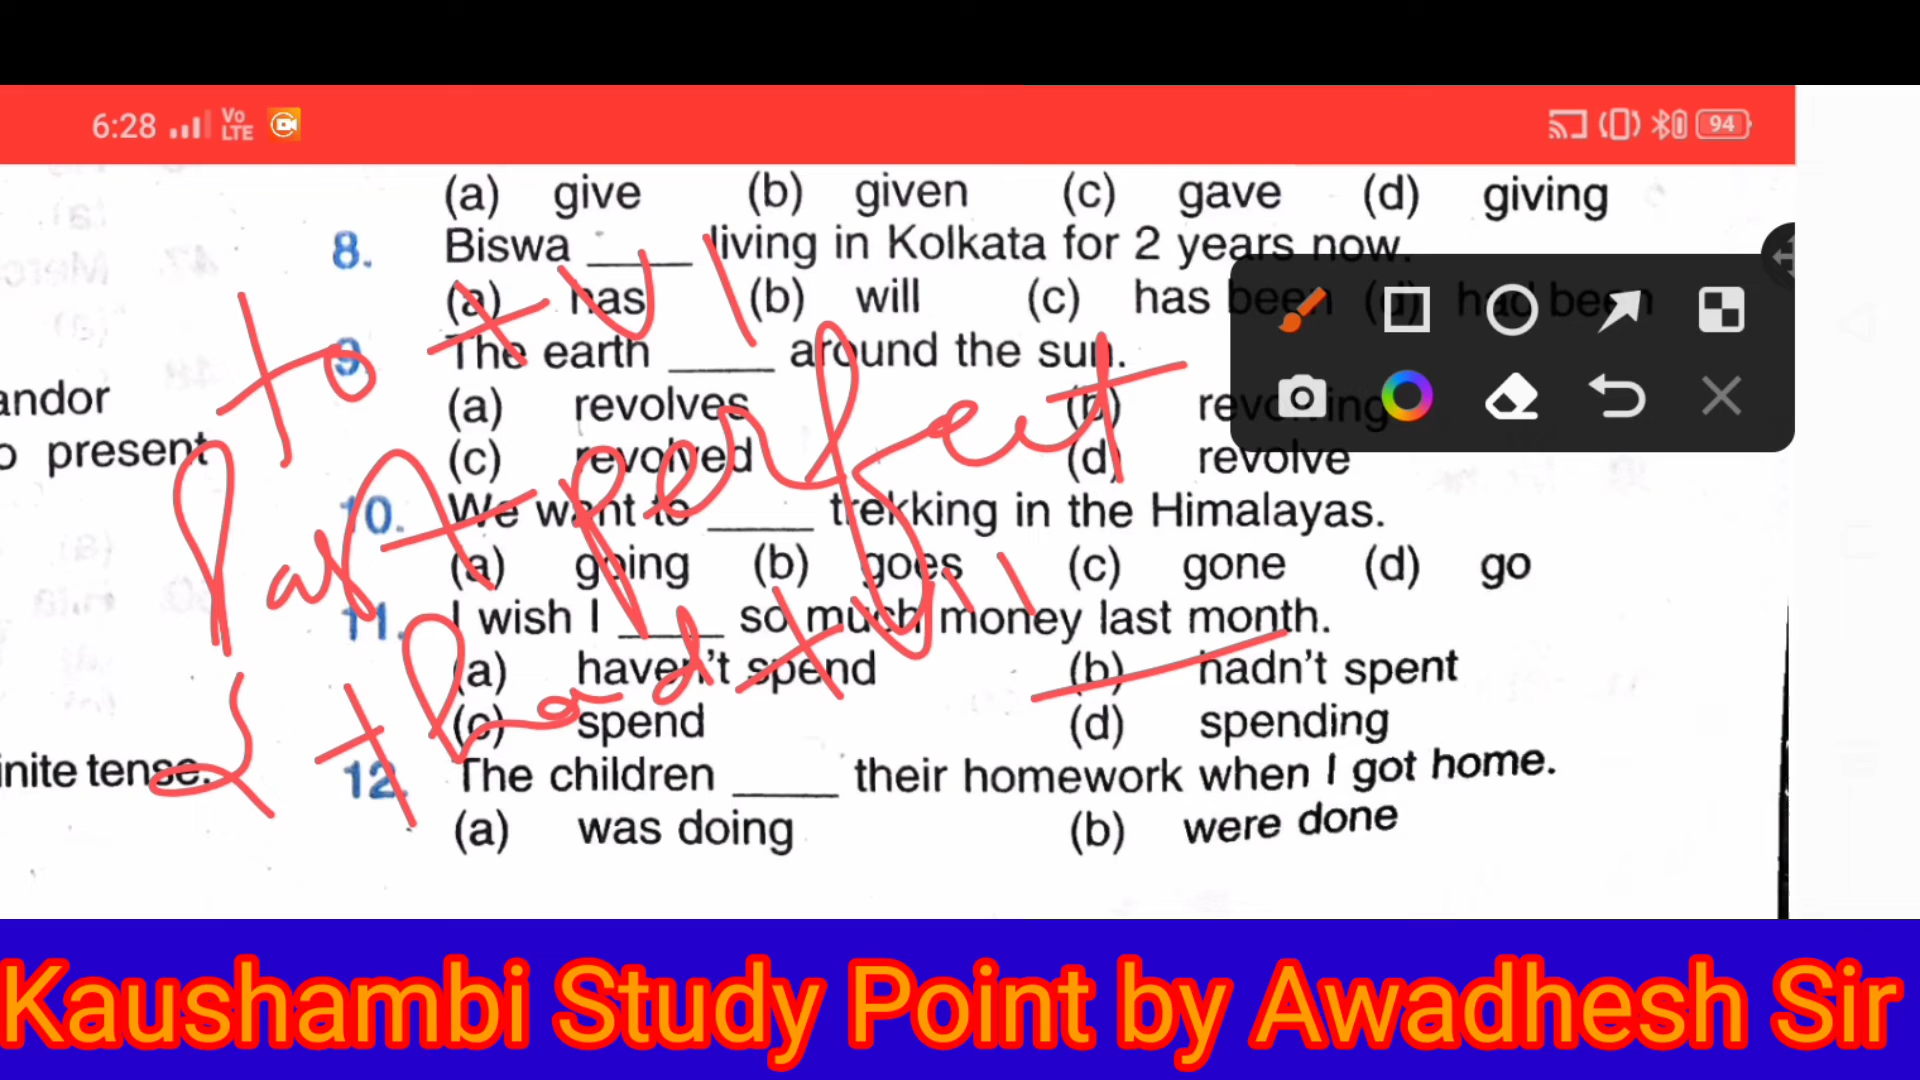 6:28 Vo LTE 94
(a) give (b) given (c) gave (d) giving
8. Biswa ____ living in Kolkata for 2 years now.
(a) has (b) will (c) has been (d) had been
9. The earth ____ around the sun.
(a) revolves (b) revolving
(c) revolved (d) revolve
andor
o present
10. We want to ____ trekking in the Himalayas.
(a) going (b) goes (c) gone (d) go
11. I wish I ____ so much money last month.
(a) haven't spend (b) hadn't spent
(c) spend (d) spending
inite tense.
12. The children ____ their homework when I got home.
(a) was doing (b) were done
to + V1
Past perfect
S + had + V111
Kaushambi Study Point by Awadhesh Sir